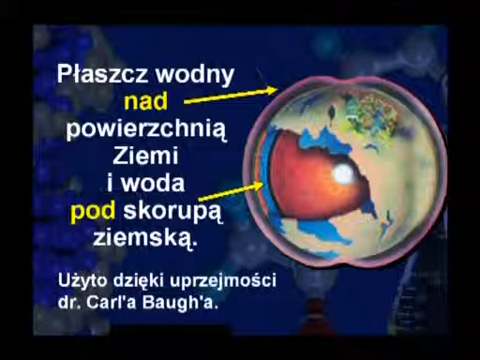 Płaszcz wodny
nad
powierzchnią
Ziemi
i woda
pod skorupą
ziemską.
Użyto dzięki uprzejmości
dr. Carl'a Baugh'a.